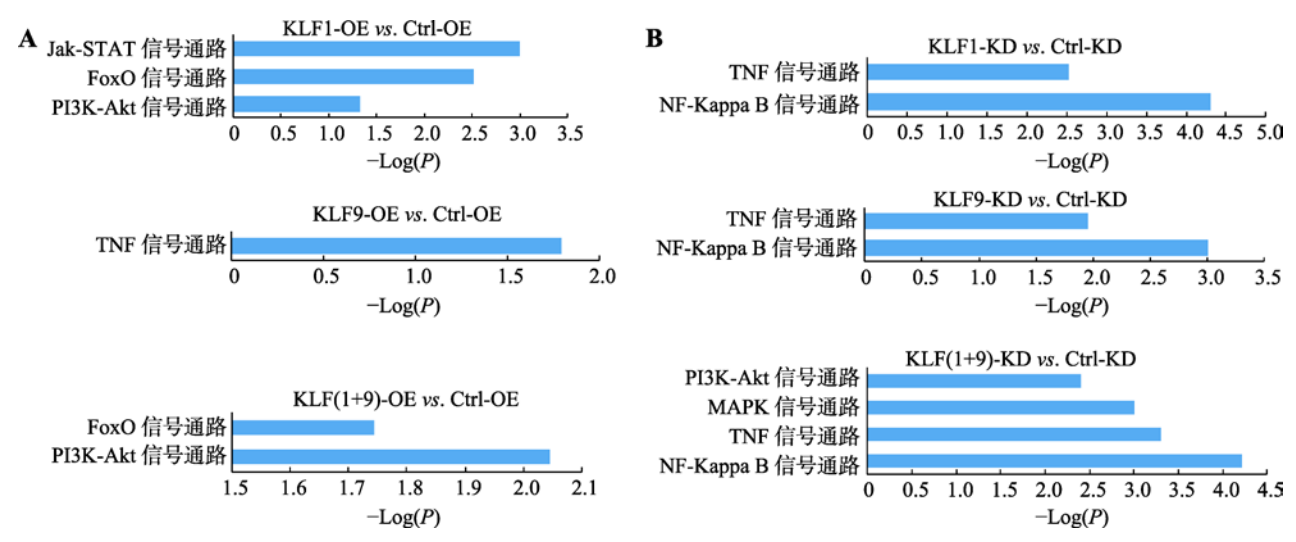 A
KLF1-OE vs. Ctrl-OE
Jak-STAT 信号通路
FoxO 信号通路
PI3K-Akt 信号通路
0 0.5 1.0 1.5 2.0 2.5 3.0 3.5
−Log(P)
KLF9-OE vs. Ctrl-OE
TNF 信号通路
0 0.5 1.0 1.5 2.0
−Log(P)
KLF(1+9)-OE vs. Ctrl-OE
FoxO 信号通路
PI3K-Akt 信号通路
1.5 1.6 1.7 1.8 1.9 2.0 2.1
−Log(P)
B
KLF1-KD vs. Ctrl-KD
TNF 信号通路
NF-Kappa B 信号通路
0 0.5 1.0 1.5 2.0 2.5 3.0 3.5 4.0 4.5 5.0
−Log(P)
KLF9-KD vs. Ctrl-KD
TNF 信号通路
NF-Kappa B 信号通路
0 0.5 1.0 1.5 2.0 2.5 3.0 3.5
−Log(P)
KLF(1+9)-KD vs. Ctrl-KD
PI3K-Akt 信号通路
MAPK 信号通路
TNF 信号通路
NF-Kappa B 信号通路
0 0.5 1.0 1.5 2.0 2.5 3.0 3.5 4.0 4.5
−Log(P)